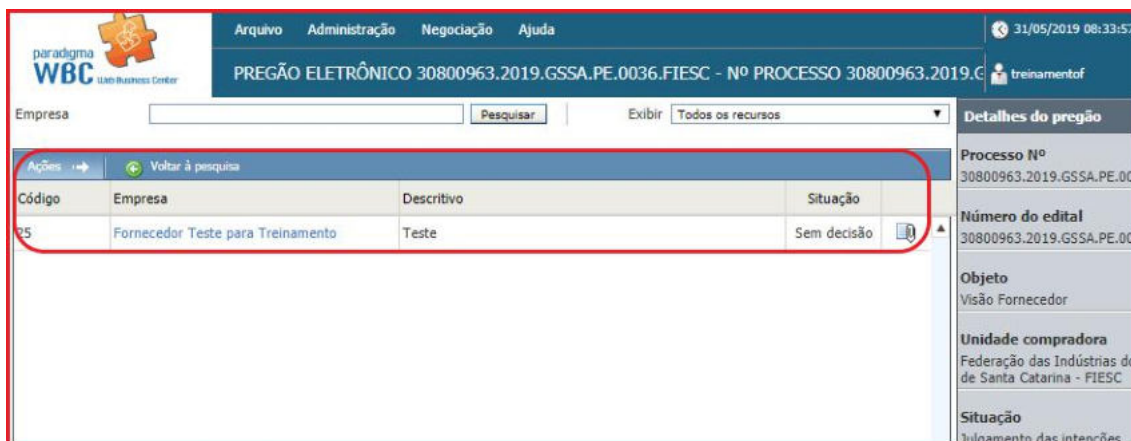 paradigma
WBC Web Business Center
Arquivo Administração Negociação Ajuda
31/05/2019 08:33:57
PREGÃO ELETRÔNICO 30800963.2019.GSSA.PE.0036.FIESC - Nº PROCESSO 30800963.2019.G
treinamentof
Empresa
Pesquisar
Exibir Todos os recursos
Detalhes do pregão
Ações
Voltar à pesquisa
Código Empresa Descritivo Situação
25 Fornecedor Teste para Treinamento Teste Sem decisão
Processo Nº
30800963.2019.GSSA.PE.00
Número do edital
30800963.2019.GSSA.PE.00
Objeto
Visão Fornecedor
Unidade compradora
Federação das Indústrias do
de Santa Catarina - FIESC
Situação
Julgamento das intenções